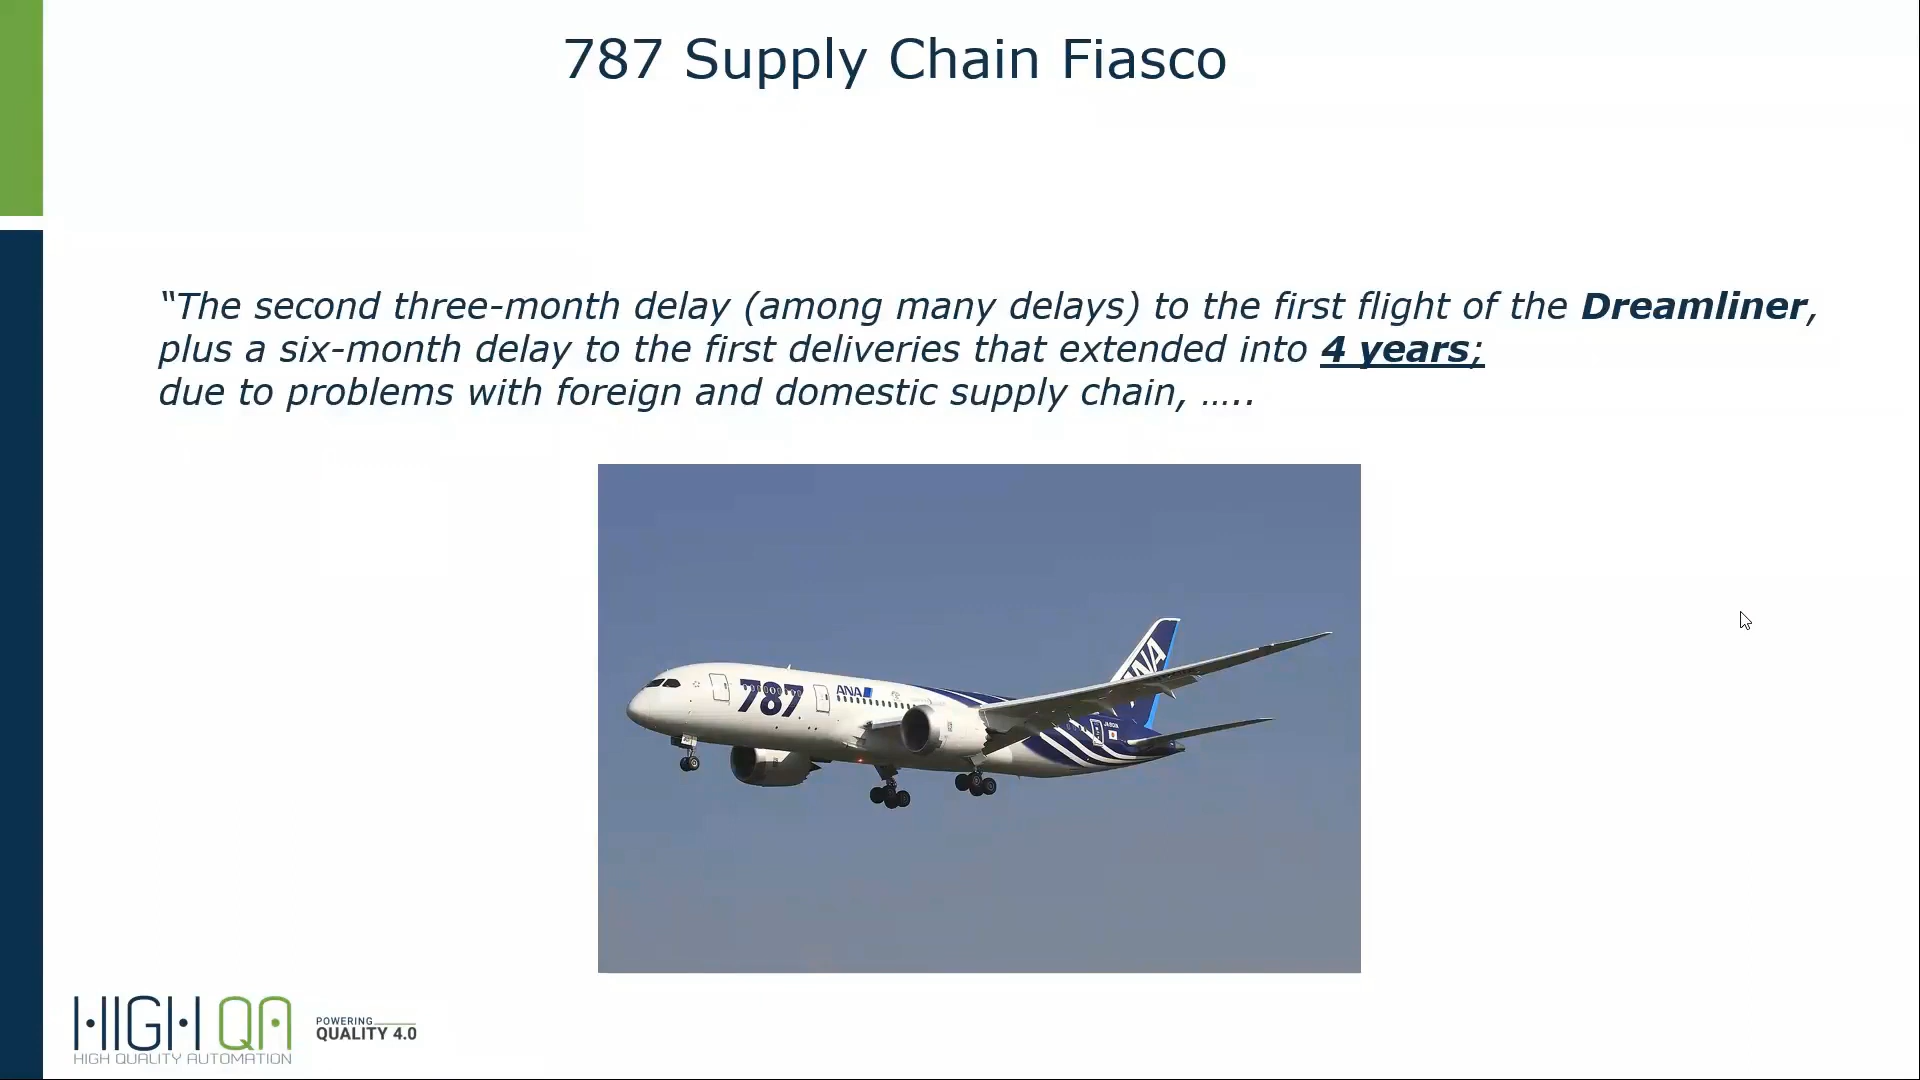 787 Supply Chain Fiasco
“The second three-month delay (among many delays) to the first flight of the Dreamliner,
plus a six-month delay to the first deliveries that extended into 4 years;
due to problems with foreign and domestic supply chain, …..
787
ANA
ANA
HIGH QA
HIGH QUALITY AUTOMATION
POWERING
QUALITY 4.0